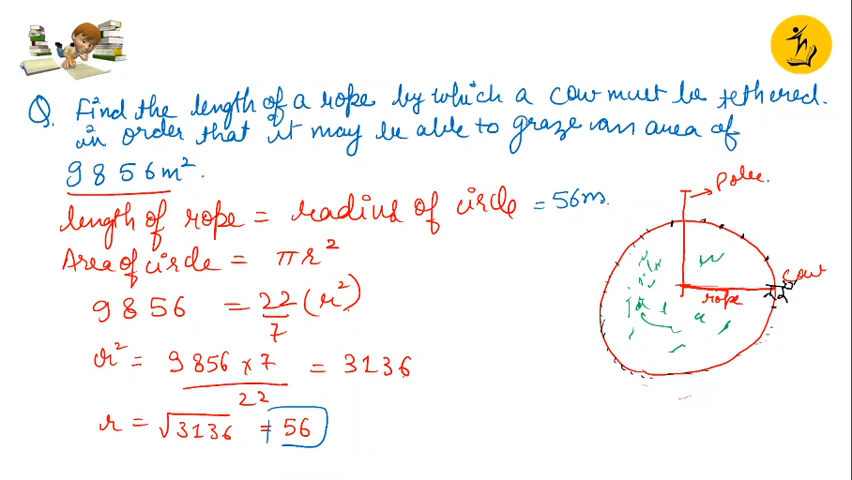 Q. Find the length of a rope by which a cow must be tethered.
in order that it may be able to graze an area of
9856m².
Pole.
length of rope = radius of circle = 56m.
Area of circle = πr²
cow
rope
9856 = 22/7 (r²)
r² = 9856 × 7 / 22 = 3136
r = √3136 = 56